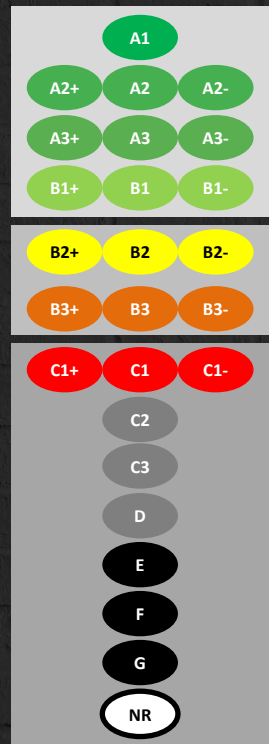 A1
A2+ A2 A2-
A3+ A3 A3-
B1+ B1 B1-
B2+ B2 B2-
B3+ B3 B3-
C1+ C1 C1-
C2
C3
D
E
F
G
NR